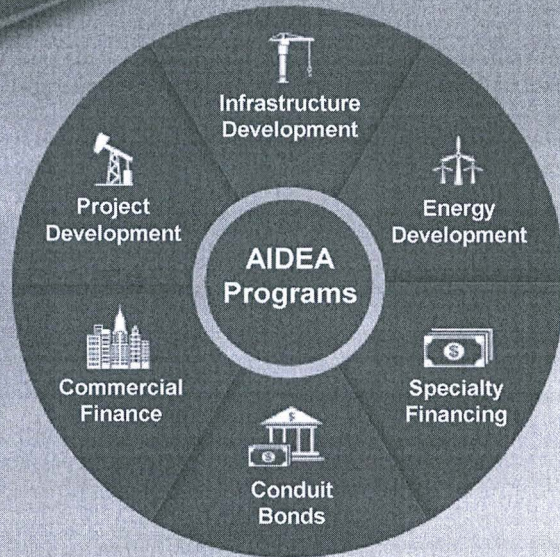 Infrastructure
Development
Energy
Development
Specialty
Financing
Conduit
Bonds
Commercial
Finance
Project
Development
AIDEA
Programs